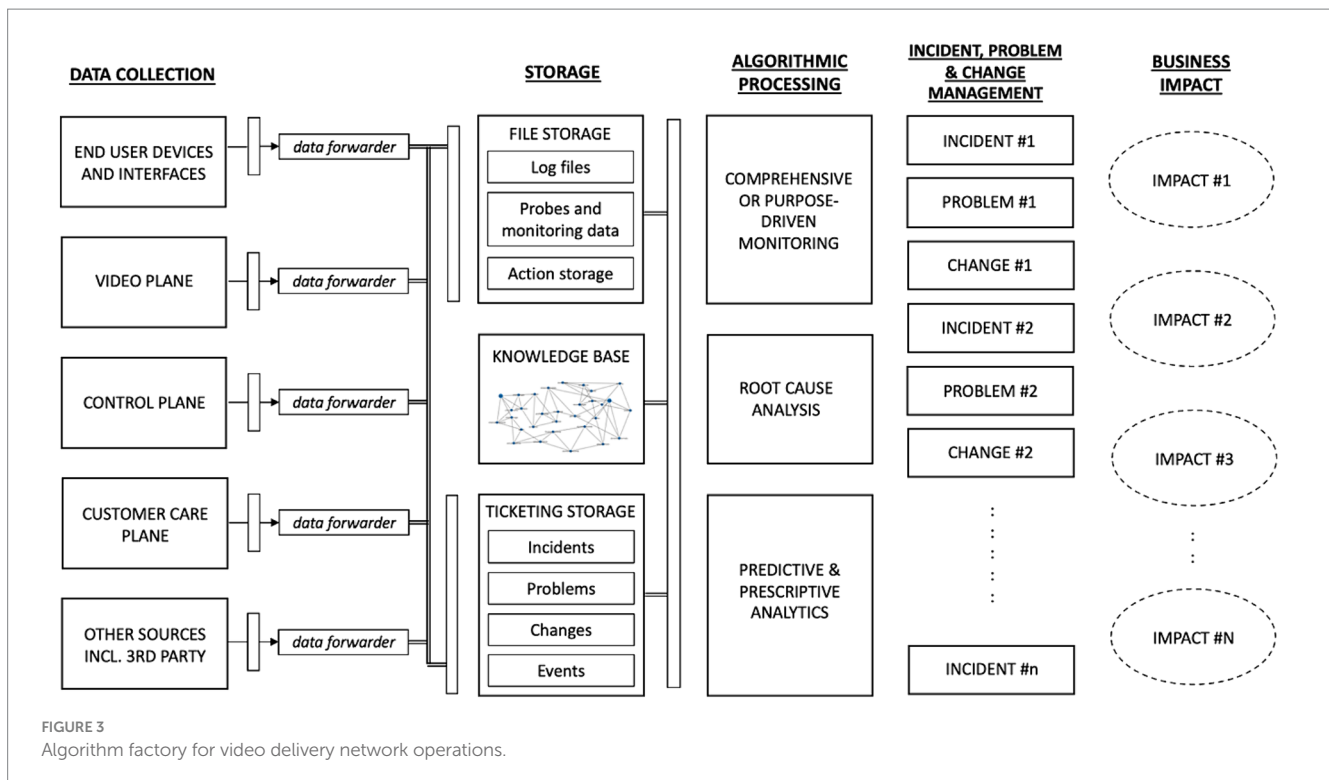 DATA COLLECTION
END USER DEVICES
AND INTERFACES
VIDEO PLANE
CONTROL PLANE
CUSTOMER CARE
PLANE
OTHER SOURCES
INCL. 3RD PARTY
data forwarder
data forwarder
data forwarder
data forwarder
data forwarder
STORAGE
FILE STORAGE
Log files
Probes and
monitoring data
Action storage
KNOWLEDGE BASE
TICKETING STORAGE
Incidents
Problems
Changes
Events
ALGORITHMIC
PROCESSING
COMPREHENSIVE
OR PURPOSE-
DRIVEN
MONITORING
ROOT CAUSE
ANALYSIS
PREDICTIVE &
PRESCRIPTIVE
ANALYTICS
INCIDENT, PROBLEM
& CHANGE
MANAGEMENT
INCIDENT #1
PROBLEM #1
CHANGE #1
INCIDENT #2
PROBLEM #2
CHANGE #2
INCIDENT #n
BUSINESS
IMPACT
IMPACT #1
IMPACT #2
IMPACT #3
IMPACT #N
FIGURE 3
Algorithm factory for video delivery network operations.